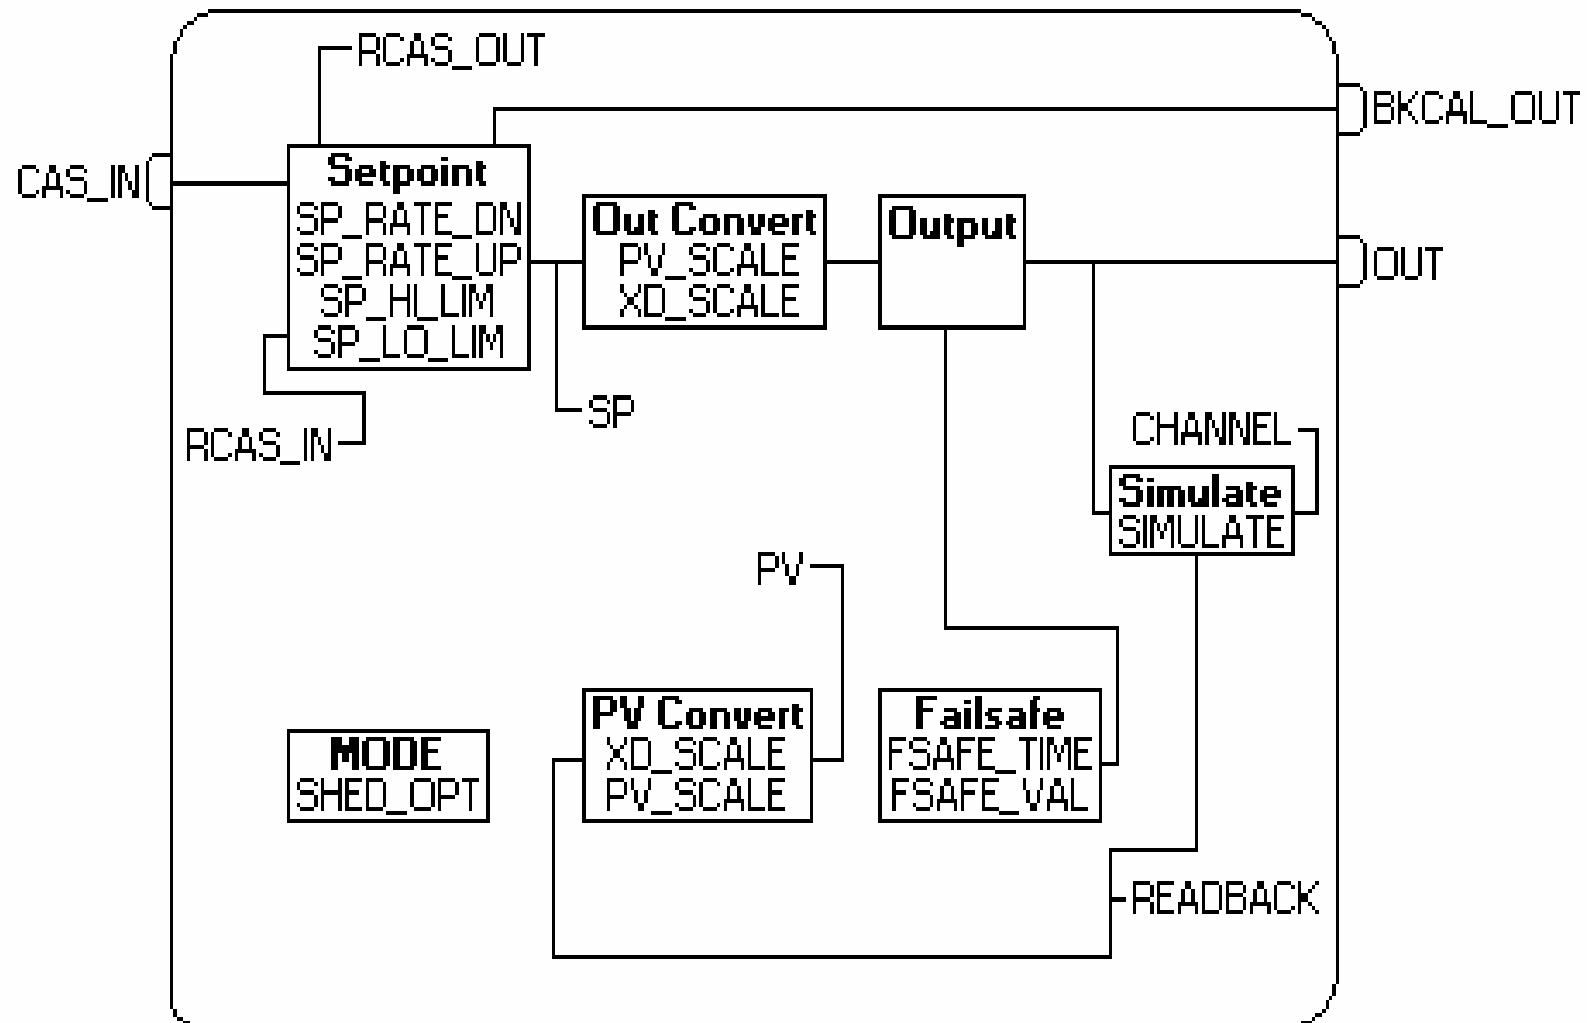 RCAS_OUT
BKCAL_OUT
CAS_IN
Setpoint
SP_RATE_DN
SP_RATE_UP
SP_HI_LIM
SP_LO_LIM
Out Convert
PV_SCALE
XD_SCALE
Output
OUT
SP
RCAS_IN
CHANNEL
Simulate
SIMULATE
PV
MODE
SHED_OPT
PV Convert
XD_SCALE
PV_SCALE
Failsafe
FSAFE_TIME
FSAFE_VAL
READBACK